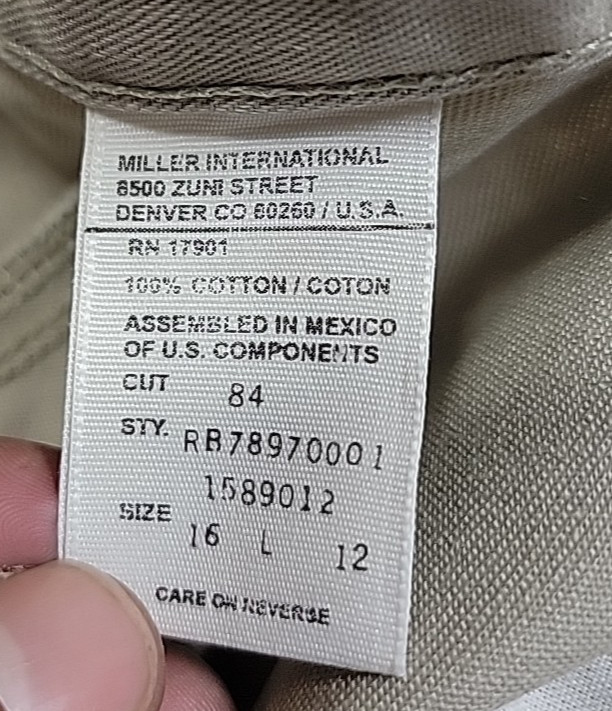 MILLER INTERNATIONAL
8500 ZUNI STREET
DENVER CO 80260 / U.S.A.
RN 17901
100% COTTON / COTON
ASSEMBLED IN MEXICO
OF U.S. COMPONENTS
CUT 84
STY. RB78970001
1589012
SIZE 16 L 12
CARE ON REVERSE